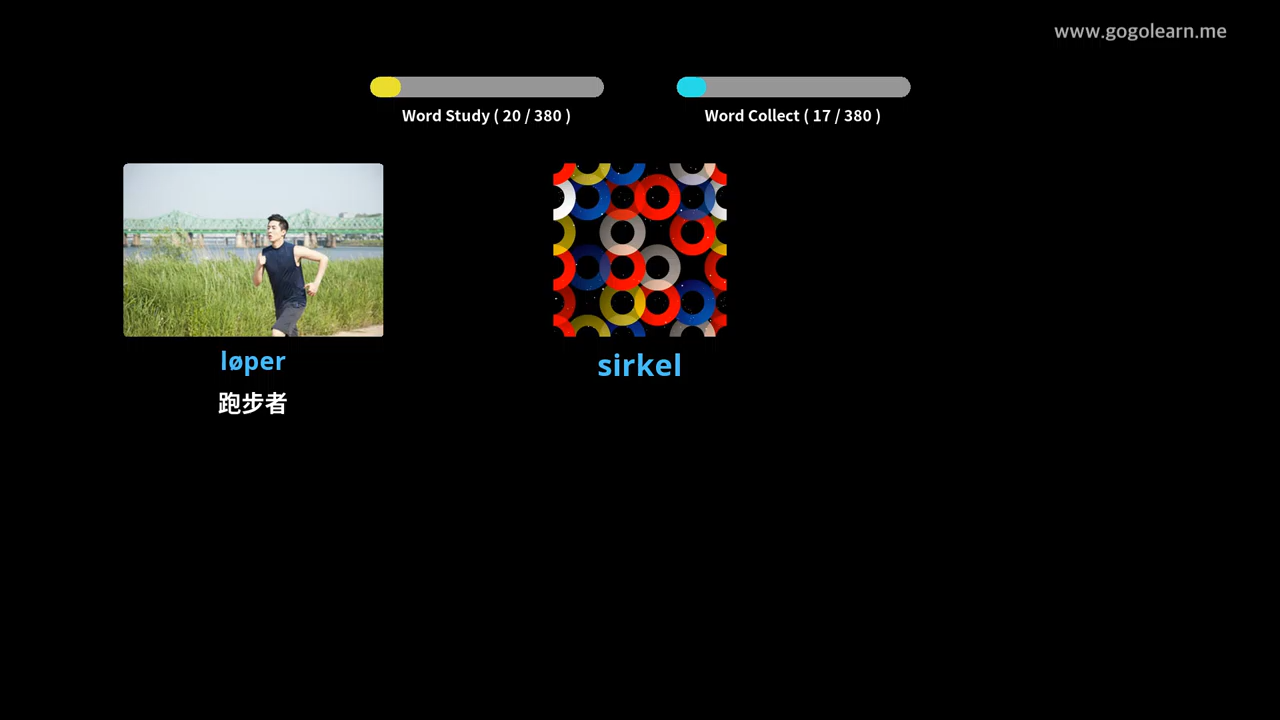 www.gogolearn.me
Word Study ( 20 / 380 )
Word Collect ( 17 / 380 )
løper
跑步者
sirkel